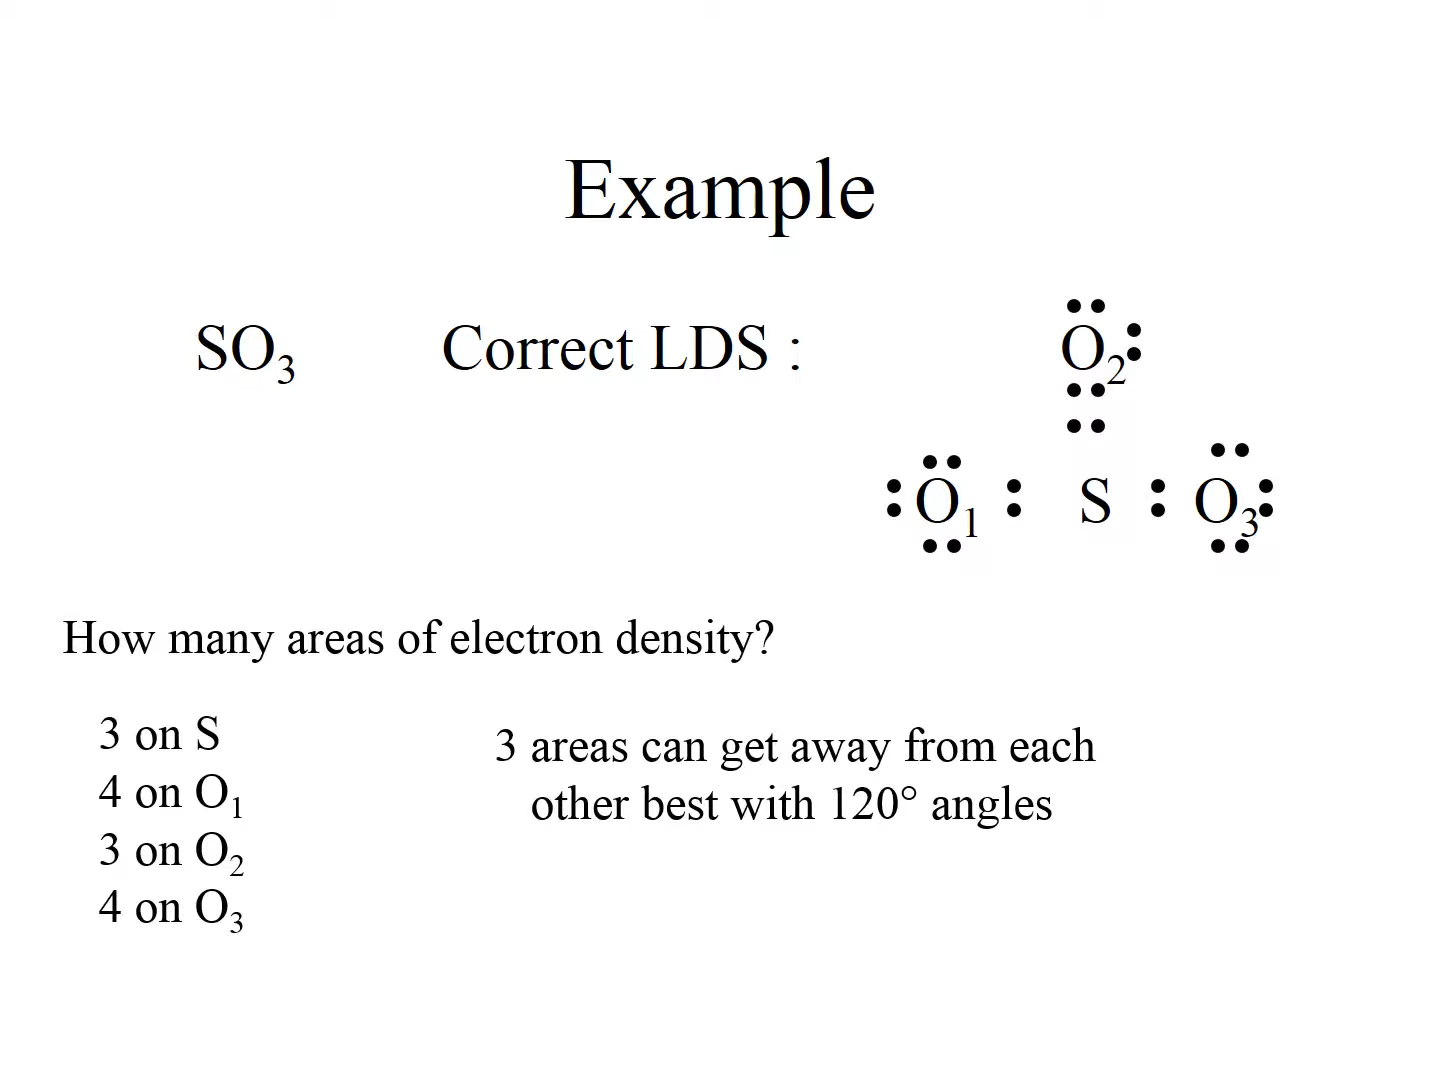 Example
SO₃ Correct LDS :
O₂
O₁ S O₃
How many areas of electron density?
3 on S
4 on O₁
3 on O₂
4 on O₃
3 areas can get away from each
other best with 120° angles